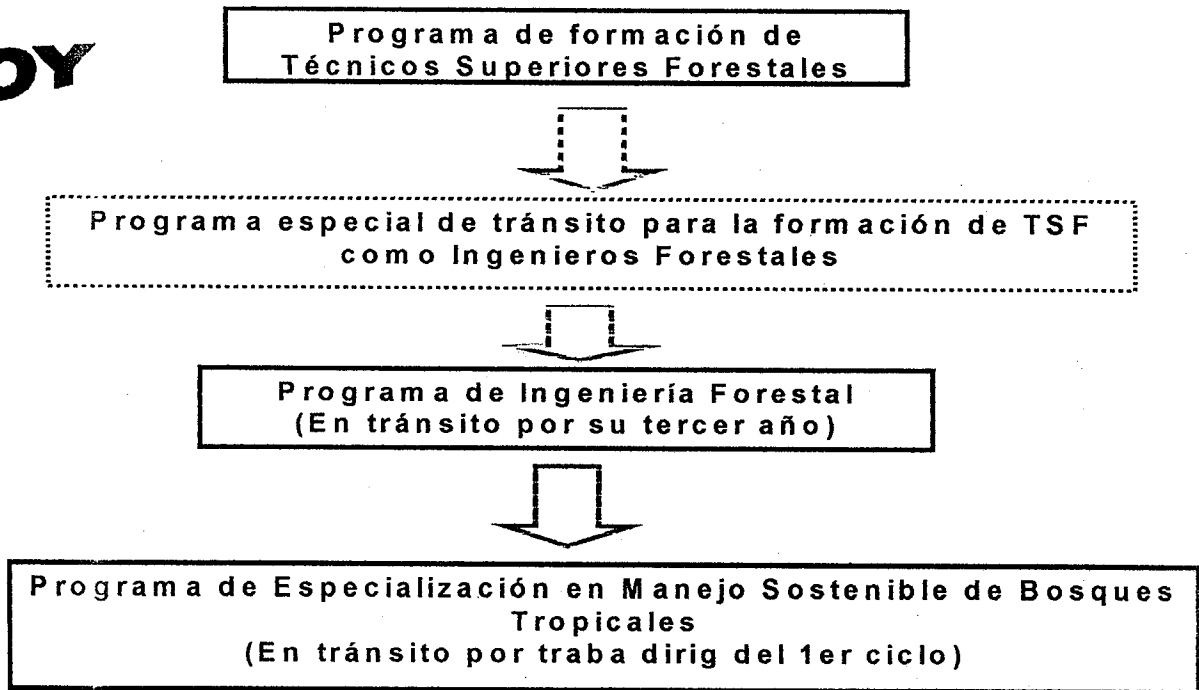 OY
Programa de formación de
Técnicos Superiores Forestales
Programa especial de tránsito para la formación de TSF
como Ingenieros Forestales
Programa de Ingeniería Forestal
(En tránsito por su tercer año)
Programa de Especialización en Manejo Sostenible de Bosques
Tropicales
(En tránsito por traba dirig del 1er ciclo)